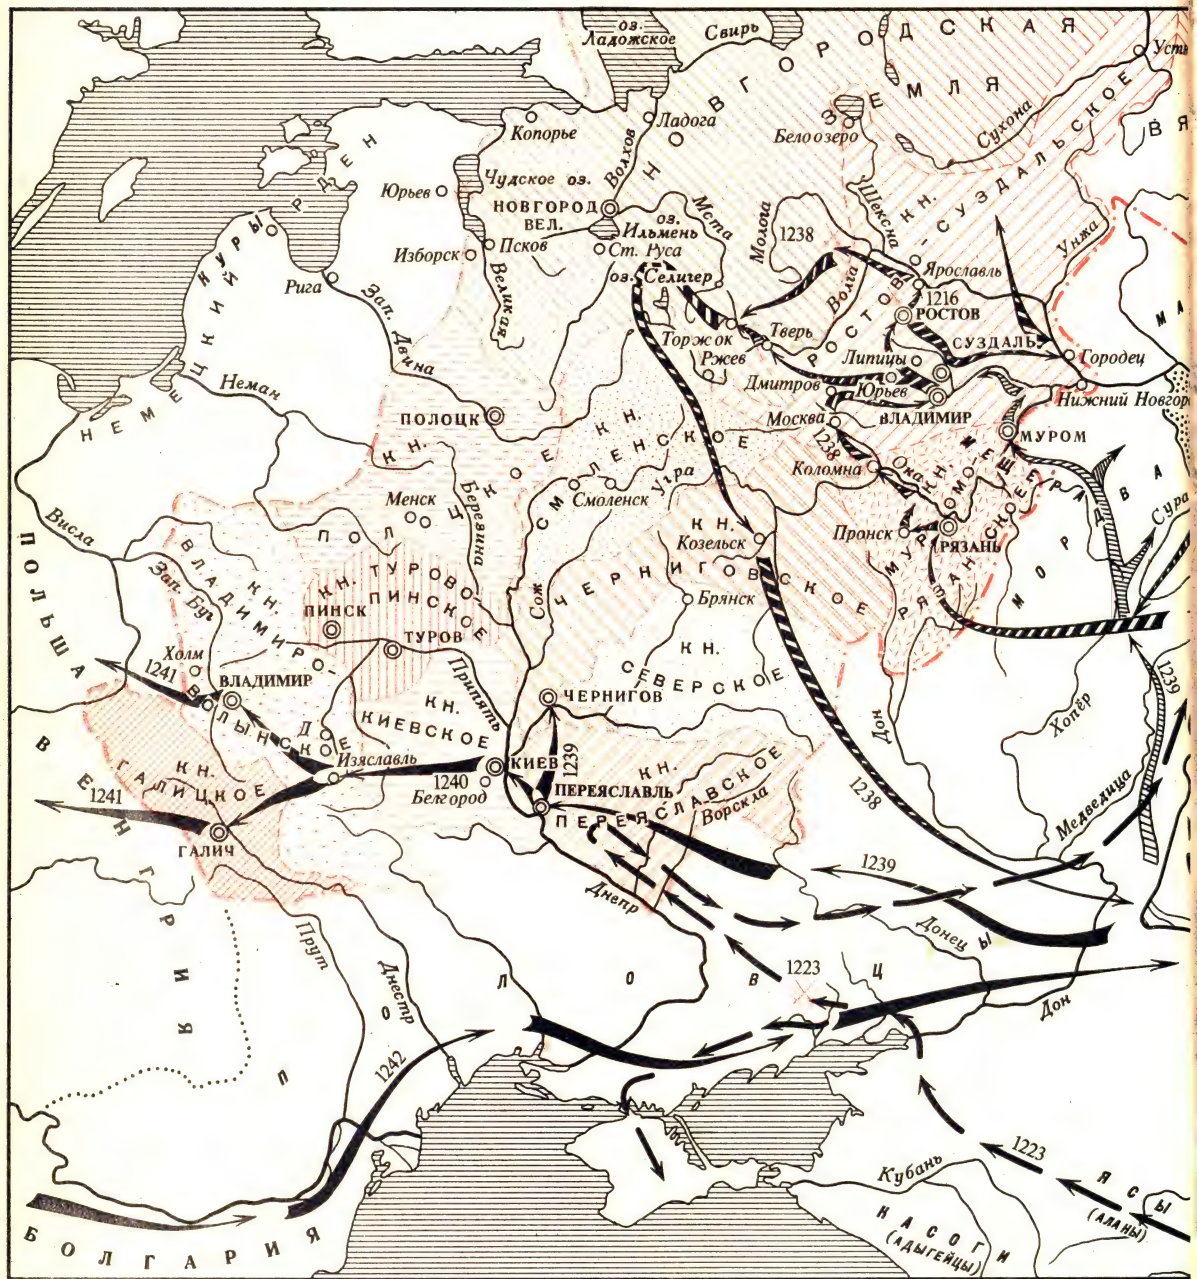 оз.
Ладожское
Свирь
НОВГОРОДСКАЯ
ЗЕМЛЯ
Усть
Копорье
Ладога
Белоозеро
Сухона
ВЯ
Волхов
Чудское оз.
Юрьев
НОВГОРОД
ВЕЛ.
оз.
Ильмень
Ст. Руса
Мста
Молога
Шексна
РОСТОВО-СУЗДАЛЬСКОЕ
КН.
Унжа
КУРЫ
НЕМЕЦКИЙ
ОРДЕН
Изборск
Псков
Великая
1238
Рига
Зап. Двина
оз. Селигер
Волга
Ярославль
1216
РОСТОВ
МА
Торжок
Тверь
Ржев
Липицы
СУЗДАЛЬ
Городец
Неман
Дмитров
Юрьев
Нижний Новгор
ПОЛОЦК
Москва
ВЛАДИМИР
МУРОМ
1238
Коломна
Ока
ПОЛОЦКОЕ
КН.
СМОЛЕНСКОЕ
КН.
Березина
Менск
Смоленск
Угра
МУРОМО-РЯЗАНСКОЕ
КН.
МЕЩЕРА
МОРДВА
Сура
Висла
Пронск
РЯЗАНЬ
ПОЛЬША
КН.
Козельск
Зап. Буг
ВЛАДИМИРО-ВОЛЫНСКОЕ
КН.
КН. ТУРОВО-
ПИНСКОЕ
ПИНСК
ТУРОВ
Сож
ЧЕРНИГОВСКОЕ
Брянск
Холм
1241
ВЛАДИМИР
Припять
КН.
СЕВЕРСКОЕ
ЧЕРНИГОВ
Дон
Хопёр
1239
КН.
КИЕВСКОЕ
Изяславль
1240
КИЕВ
Белгород
1239
ПЕРЕЯСЛАВЛЬ
КН.
ПЕРЕЯСЛАВСКОЕ
Ворскла
1238
Медведица
ВЕНГРИЯ
КН.
ГАЛИЦКОЕ
1241
ГАЛИЧ
1239
Днепр
Донец
Прут
Днестр
ПОЛОВЦЫ
1223
Дон
1242
1223
Кубань
ЯСЫ
(АЛАНЫ)
КАСОГИ
(АДЫГЕЙЦЫ)
БОЛГАРИЯ